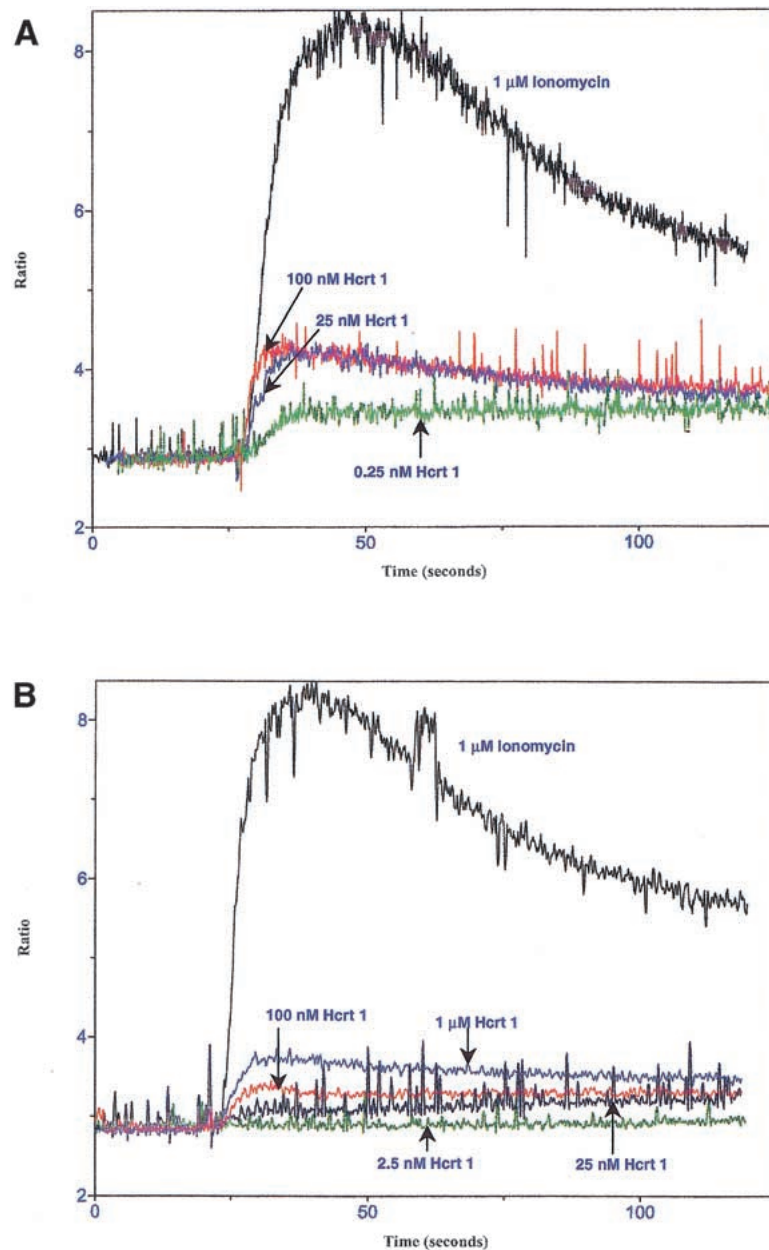 A
8
1 µM Ionomycin
6
Ratio
100 nM Hcrt 1
25 nM Hcrt 1
4
0.25 nM Hcrt 1
2
0
50
100
Time (seconds)
B
8
1 µM Ionomycin
6
Ratio
4
100 nM Hcrt 1
1 µM Hcrt 1
2.5 nM Hcrt 1
25 nM Hcrt 1
2
0
50
100
Time (seconds)